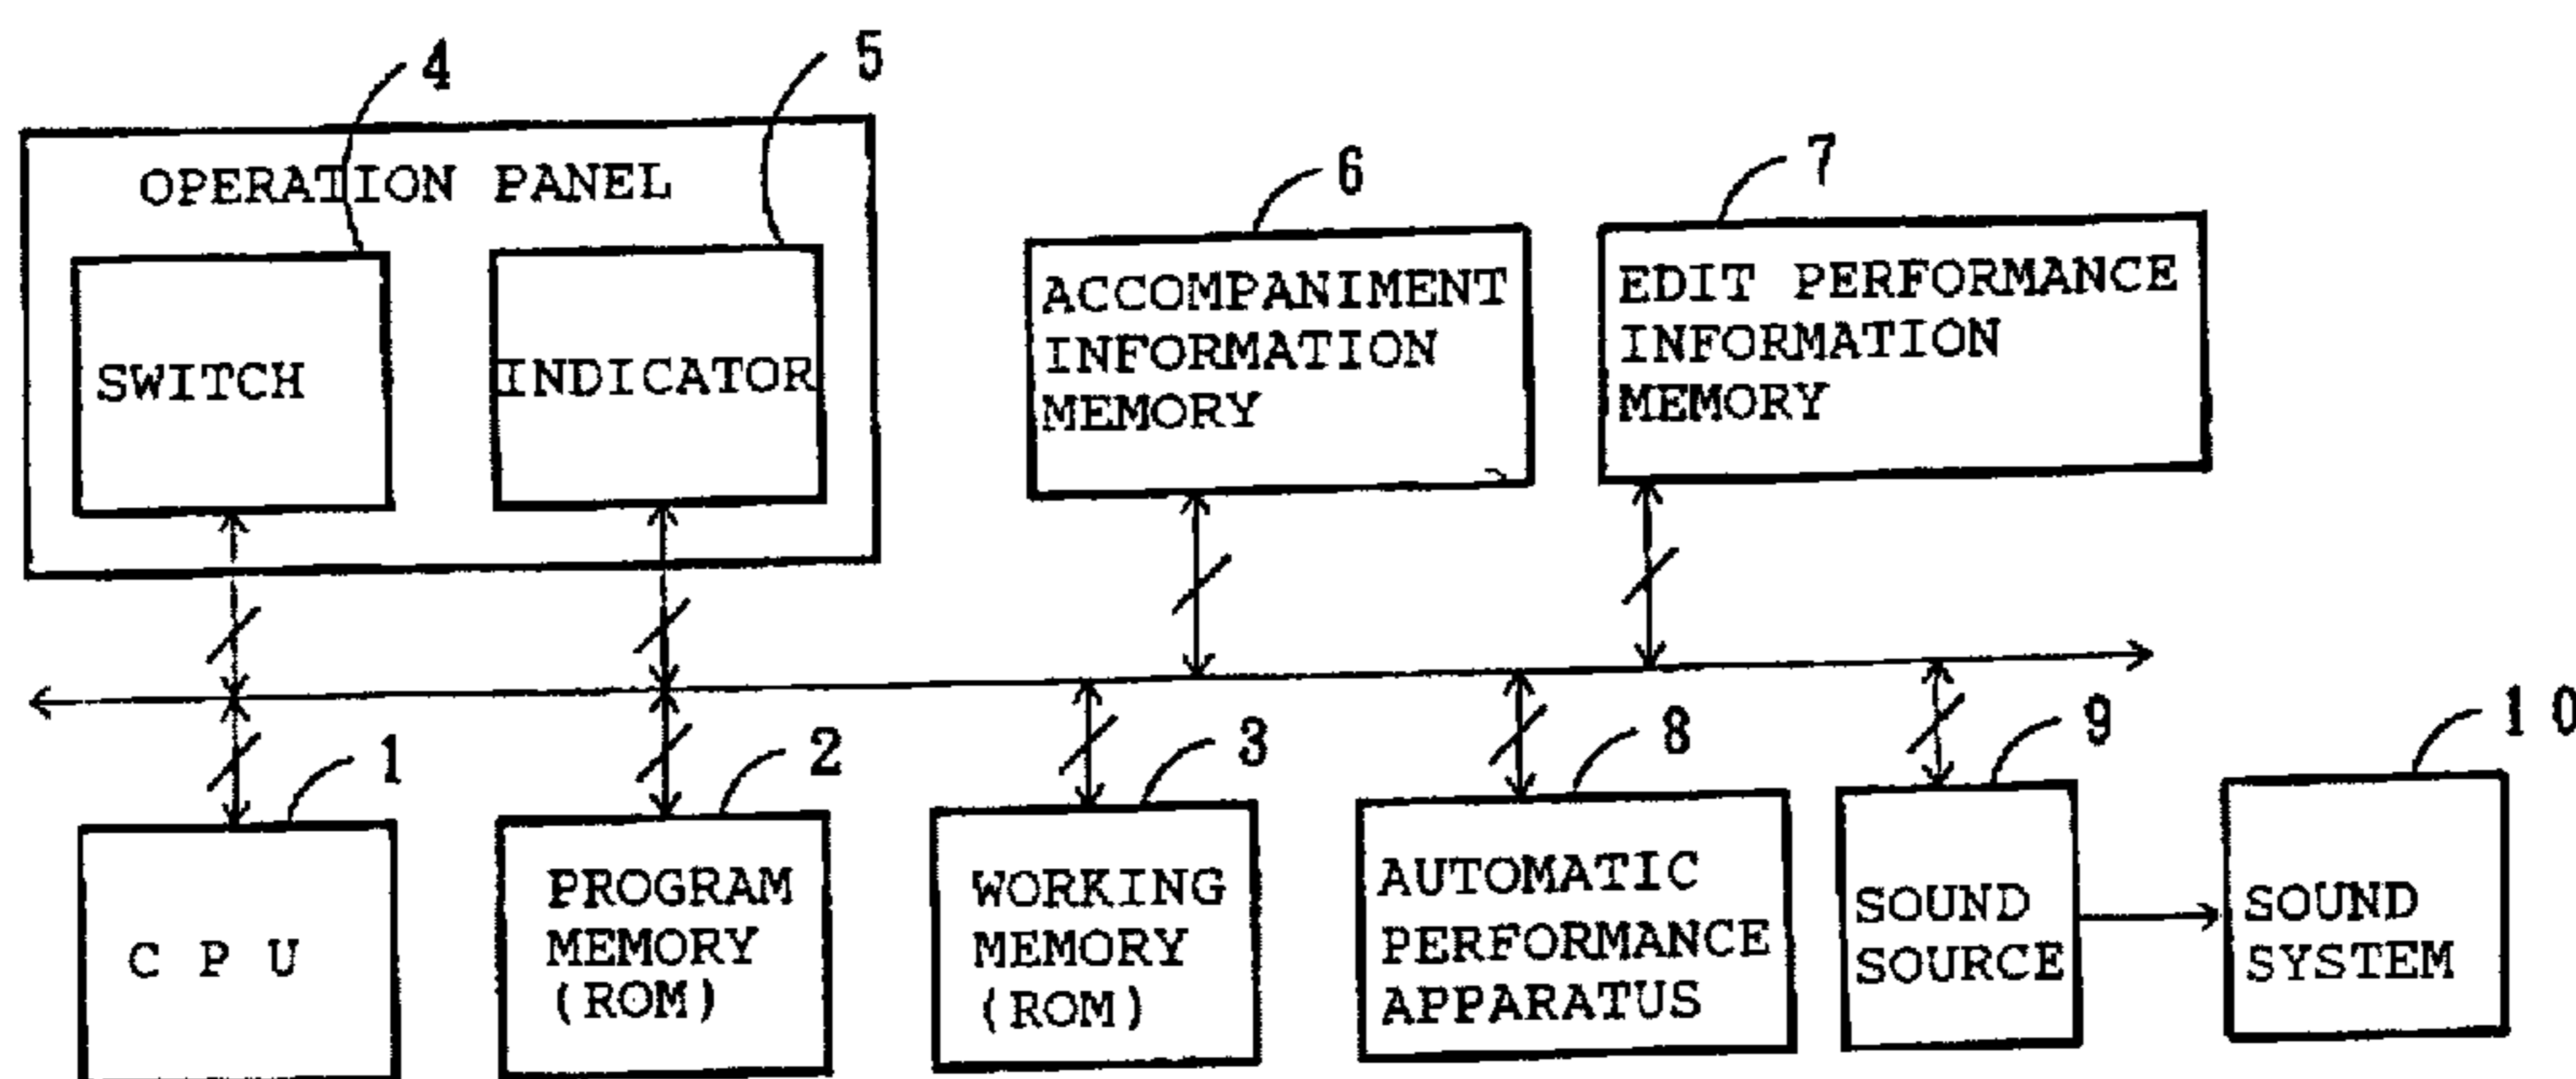 4
5
OPERATION PANEL
SWITCH
INDICATOR
6
ACCOMPANIMENT
INFORMATION
MEMORY
7
EDIT PERFORMANCE
INFORMATION
MEMORY
1
CPU
2
PROGRAM
MEMORY
(ROM)
3
WORKING
MEMORY
(ROM)
8
AUTOMATIC
PERFORMANCE
APPARATUS
9
SOUND
SOURCE
10
SOUND
SYSTEM